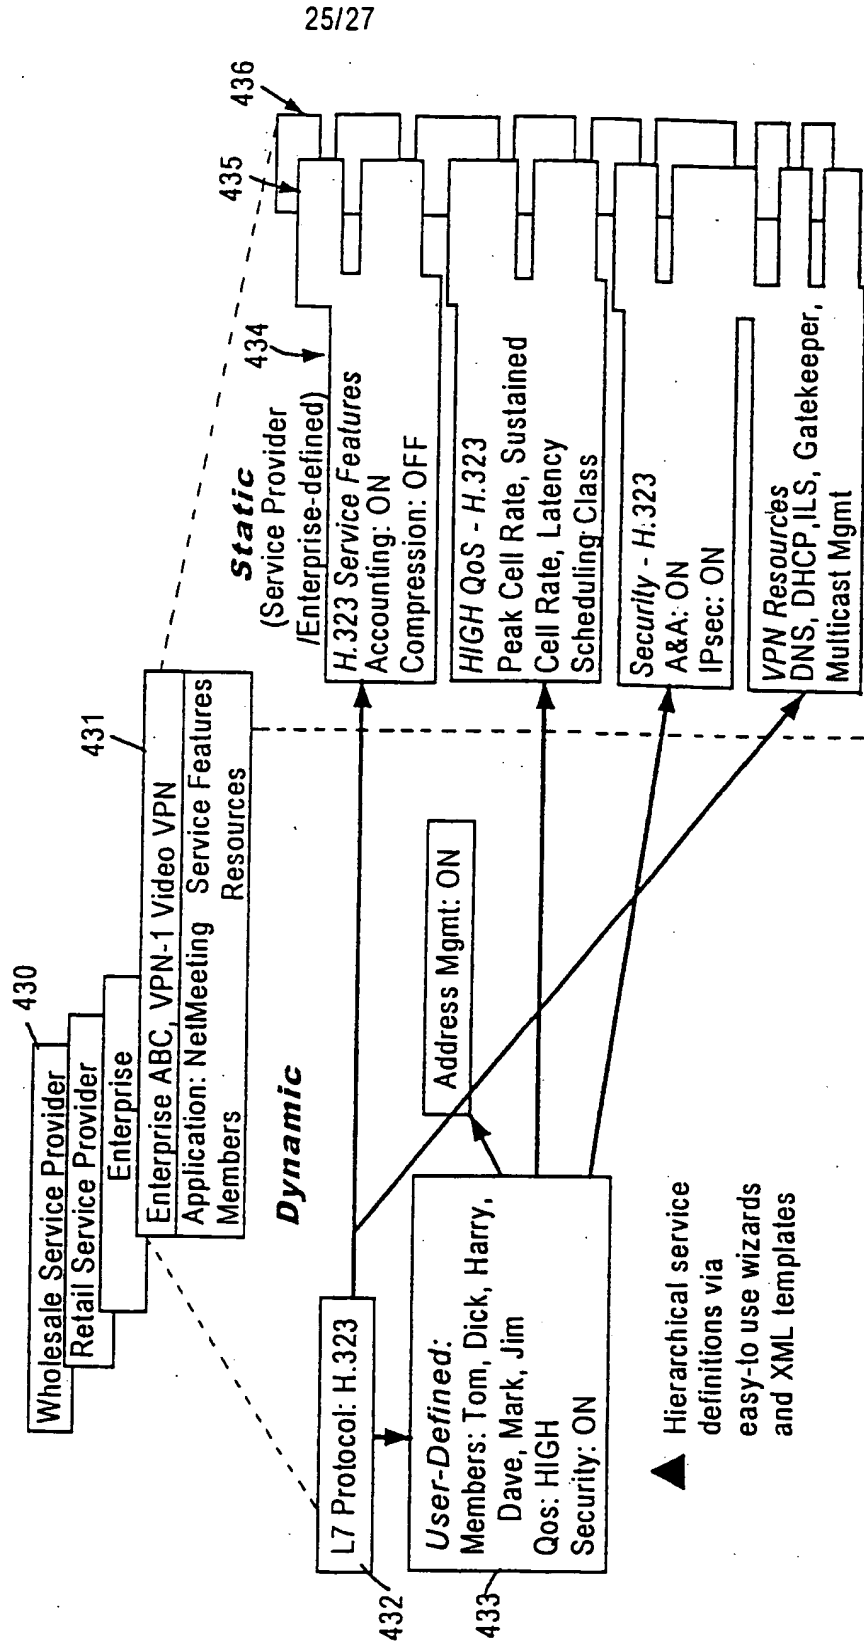 25/27
Wholesale Service Provider
430
Retail Service Provider
Enterprise
431
Enterprise ABC, VPN-1 Video VPN
Application: NetMeeting Service Features
Members Resources
Dynamic
Static
(Service Provider
/Enterprise-defined)
434
435
436
L7 Protocol: H.323
432
User-Defined:
Members: Tom, Dick, Harry,
Dave, Mark, Jim
Qos: HIGH
Security: ON
433
Address Mgmt: ON
H.323 Service Features
Accounting: ON
Compression: OFF
HIGH QoS - H.323
Peak Cell Rate, Sustained
Cell Rate, Latency
Scheduling Class
Security - H.323
A&A: ON
IPsec: ON
VPN Resources
DNS, DHCP, ILS, Gatekeeper,
Multicast Mgmt
Hierarchical service
definitions via
easy-to use wizards
and XML templates